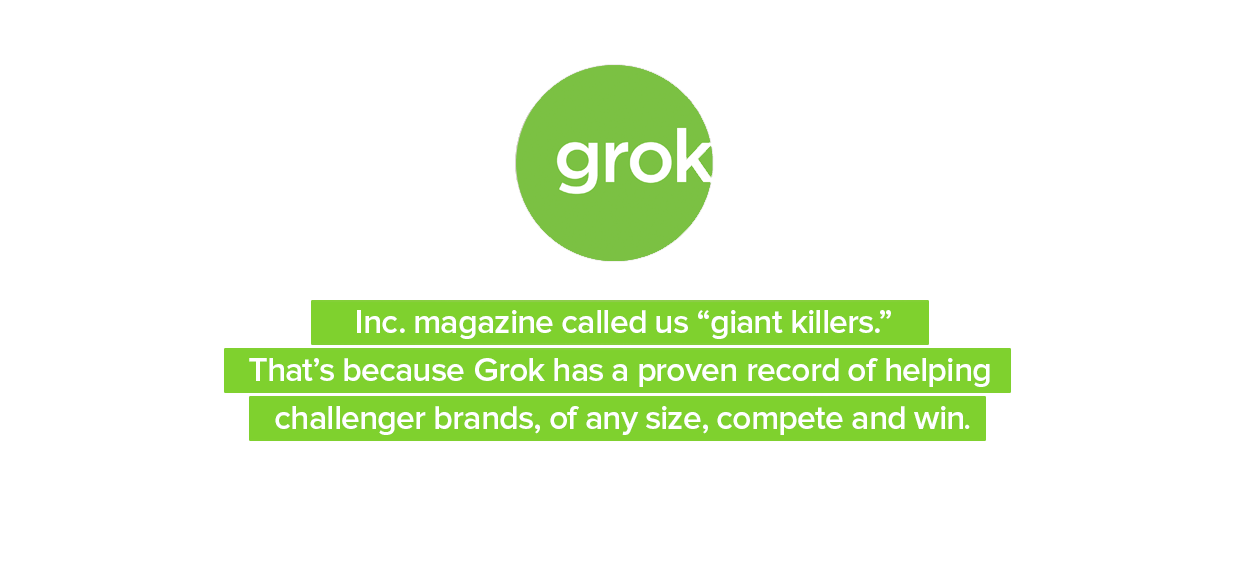 grok
Inc. magazine called us “giant killers.”
That’s because Grok has a proven record of helping
challenger brands, of any size, compete and win.